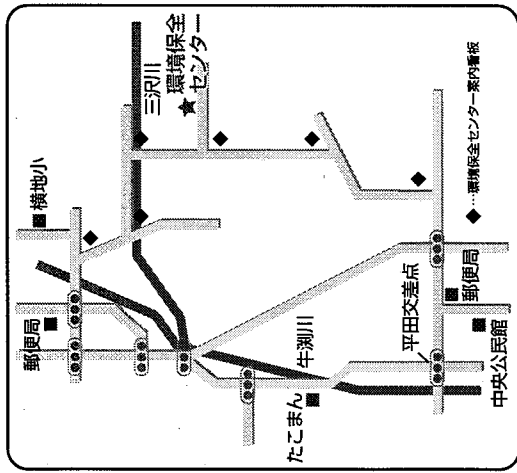 三沢川
環境保全
センター
横地小
郵便局
牛渕川
たこまん
平田交差点
郵便局
中央公民館
◆…環境保全センター案内看板